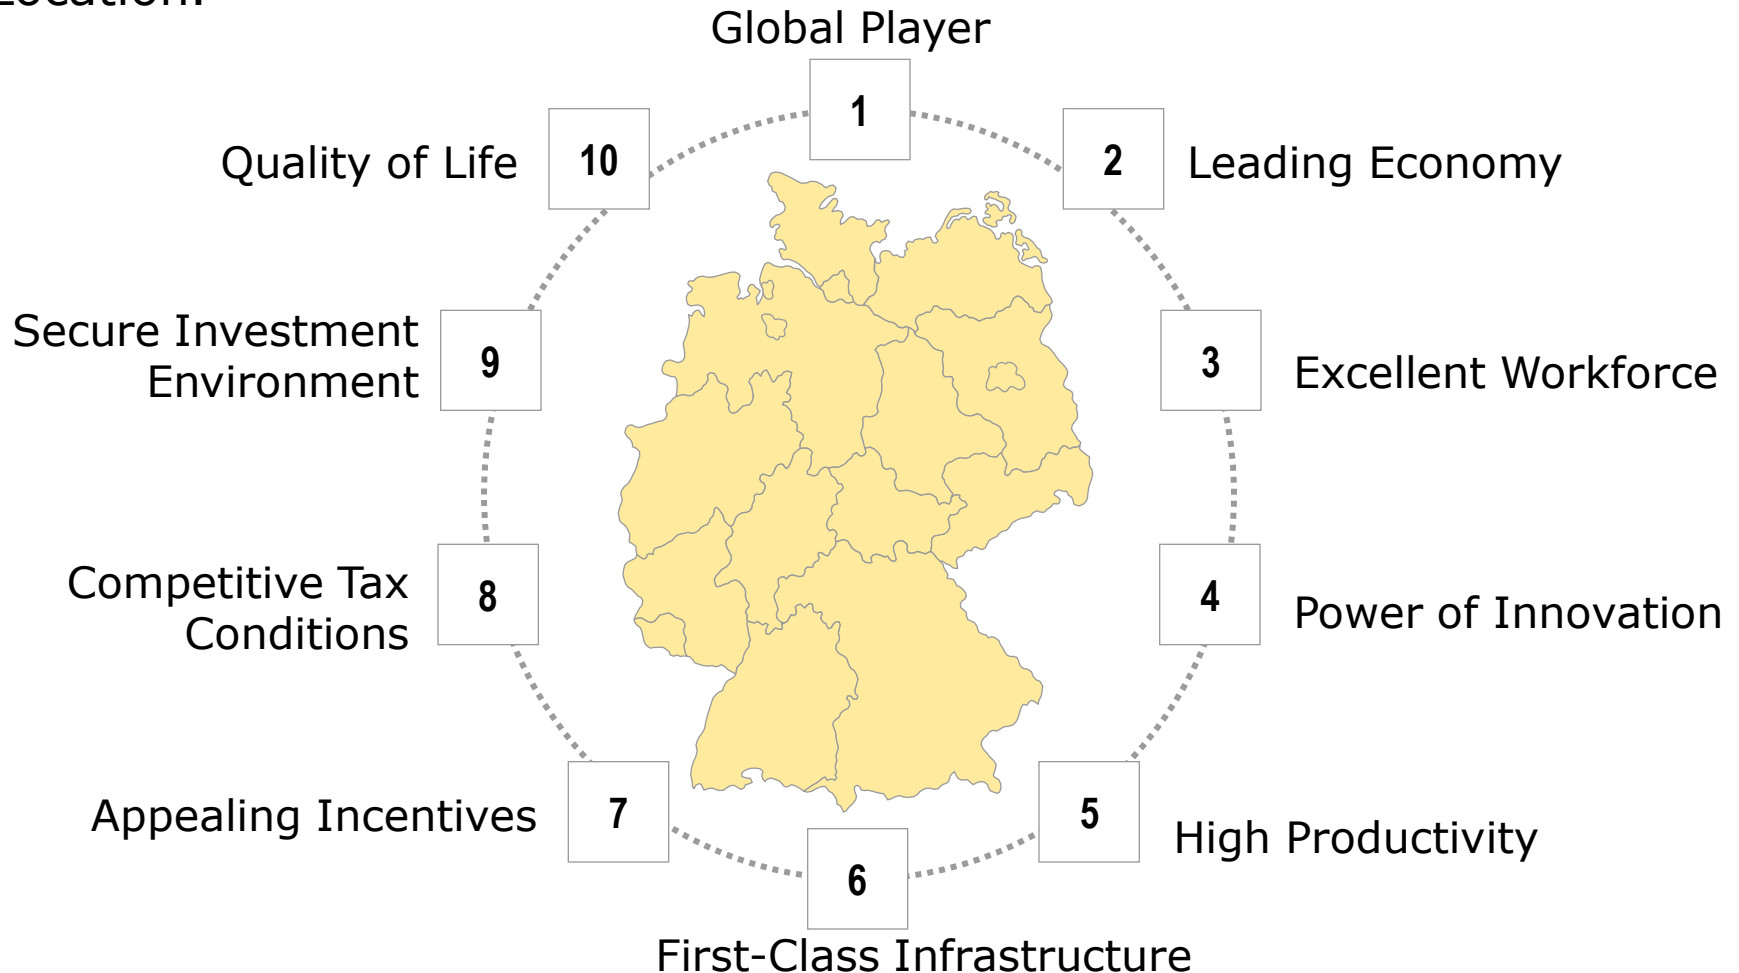 Location:
Global Player
1
10
2
Quality of Life
Leading Economy
Secure Investment
Environment
9
3
Excellent Workforce
Competitive Tax
Conditions
8
4
Power of Innovation
Appealing Incentives
7
5
High Productivity
6
First-Class Infrastructure